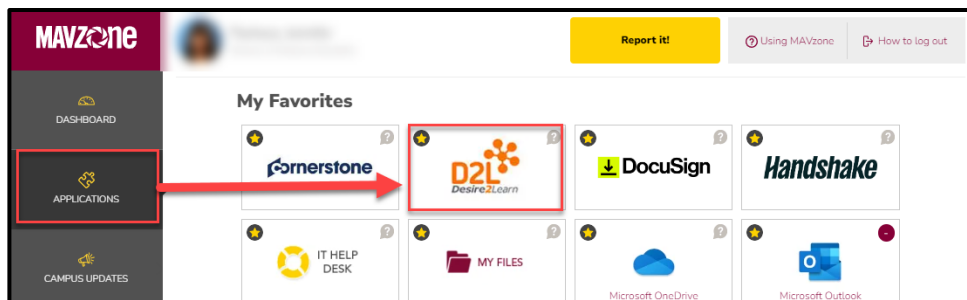 MAVZONE
Report it!
Using MAVzone
How to log out
DASHBOARD
APPLICATIONS
CAMPUS UPDATES
My Favorites
Cornerstone
D2L
Desire2Learn
DocuSign
Handshake
IT HELP
DESK
MY FILES
Microsoft OneDrive
Microsoft Outlook